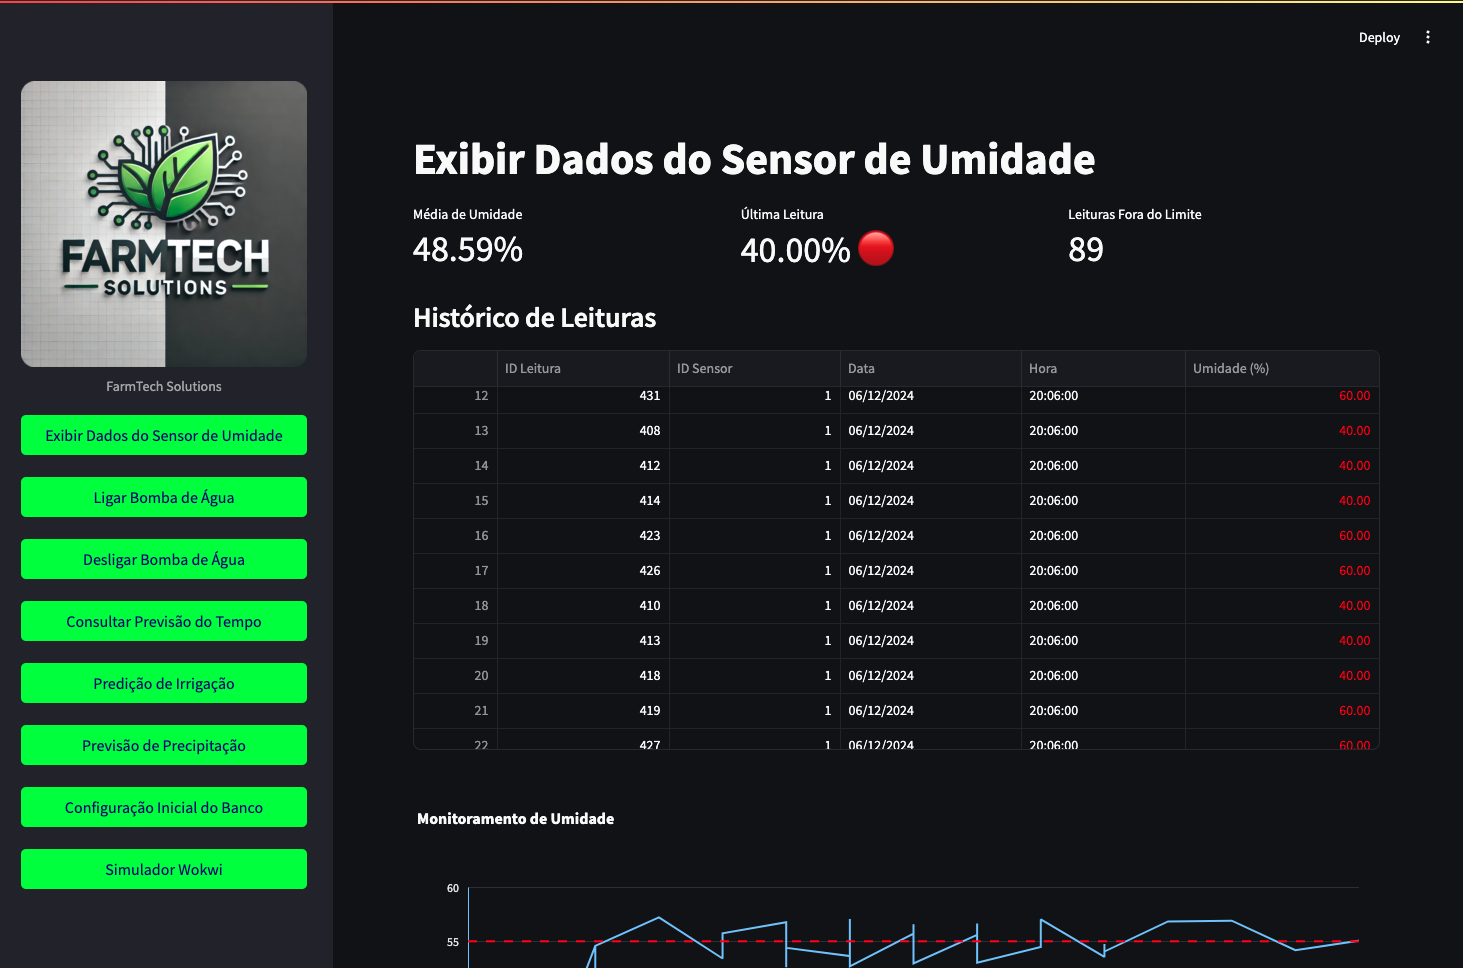 Deploy
FARMTECH
SOLUTIONS
FarmTech Solutions
Exibir Dados do Sensor de Umidade
Ligar Bomba de Água
Desligar Bomba de Água
Consultar Previsão do Tempo
Predição de Irrigação
Previsão de Precipitação
Configuração Inicial do Banco
Simulador Wokwi
Exibir Dados do Sensor de Umidade
Média de Umidade Última Leitura Leituras Fora do Limite
48.59% 40.00% 89
Histórico de Leituras
ID Leitura ID Sensor Data Hora Umidade (%)
12 431 1 06/12/2024 20:06:00 60.00
13 408 1 06/12/2024 20:06:00 40.00
14 412 1 06/12/2024 20:06:00 40.00
15 414 1 06/12/2024 20:06:00 40.00
16 423 1 06/12/2024 20:06:00 60.00
17 426 1 06/12/2024 20:06:00 60.00
18 410 1 06/12/2024 20:06:00 40.00
19 413 1 06/12/2024 20:06:00 40.00
20 418 1 06/12/2024 20:06:00 40.00
21 419 1 06/12/2024 20:06:00 60.00
22 427 1 06/12/2024 20:06:00 60.00
Monitoramento de Umidade
60
55